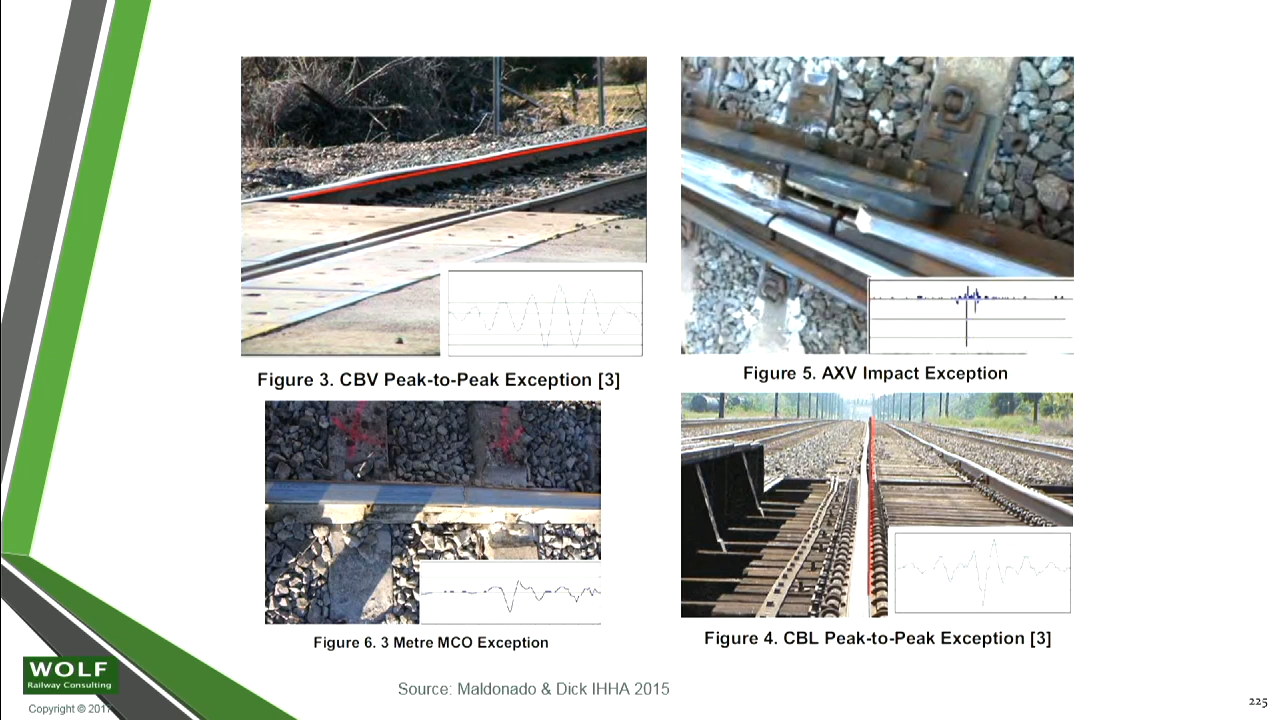 Figure 3. CBV Peak-to-Peak Exception [3]
Figure 5. AXV Impact Exception
Figure 6. 3 Metre MCO Exception
Figure 4. CBL Peak-to-Peak Exception [3]
WOLF
Railway Consulting
Source: Maldonado & Dick IHHA 2015
Copyright ©
225